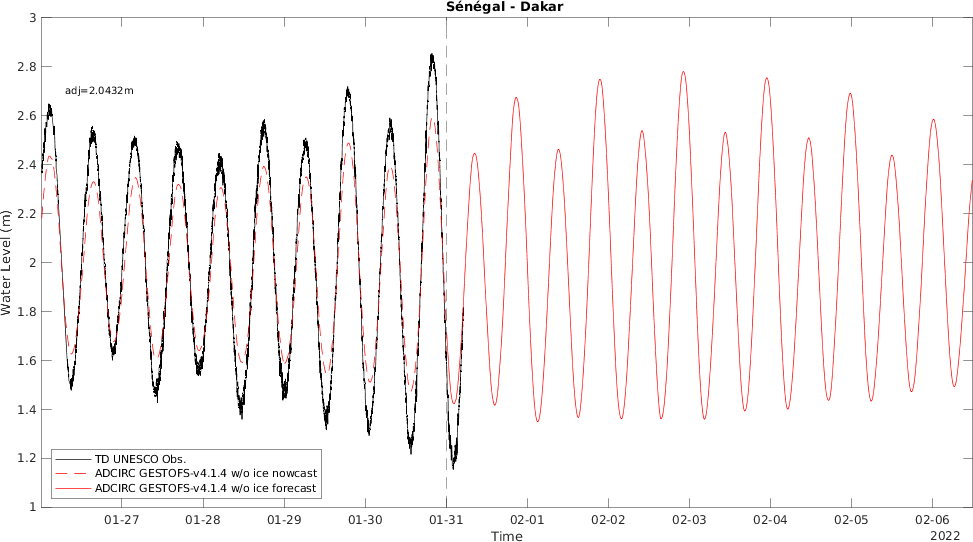 Sénégal - Dakar
3
2.8
2.6
2.4
2.2
2
1.8
1.6
1.4
1.2
1
Water Level (m)
adj=2.0432m
TD UNESCO Obs.
ADCIRC GESTOFS-v4.1.4 w/o ice nowcast
ADCIRC GESTOFS-v4.1.4 w/o ice forecast
01-27 01-28 01-29 01-30 01-31 02-01 02-02 02-03 02-04 02-05 02-06
2022
Time